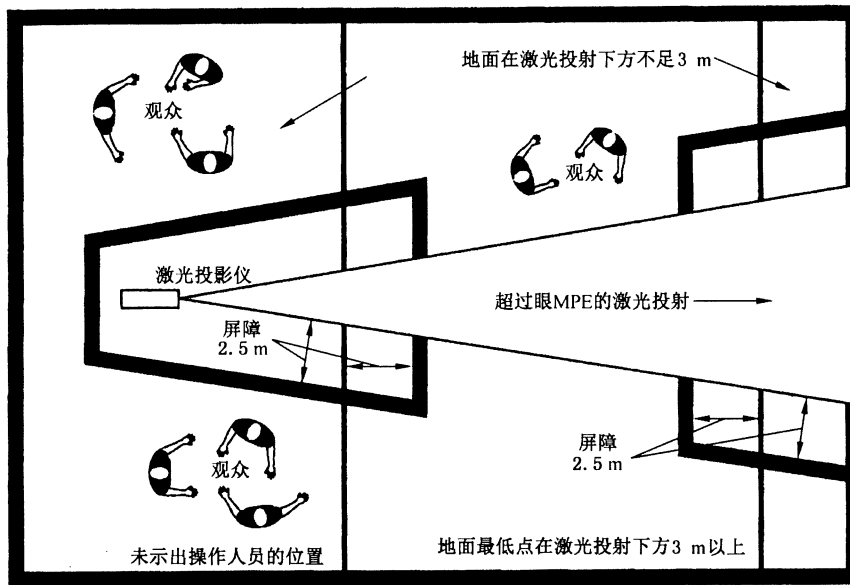 地面在激光投射下方不足3 m
观众
观众
激光投影仪
超过眼MPE的激光投射
屏障
2.5 m
屏障
2.5 m
观众
未示出操作人员的位置
地面最低点在激光投射下方3 m以上